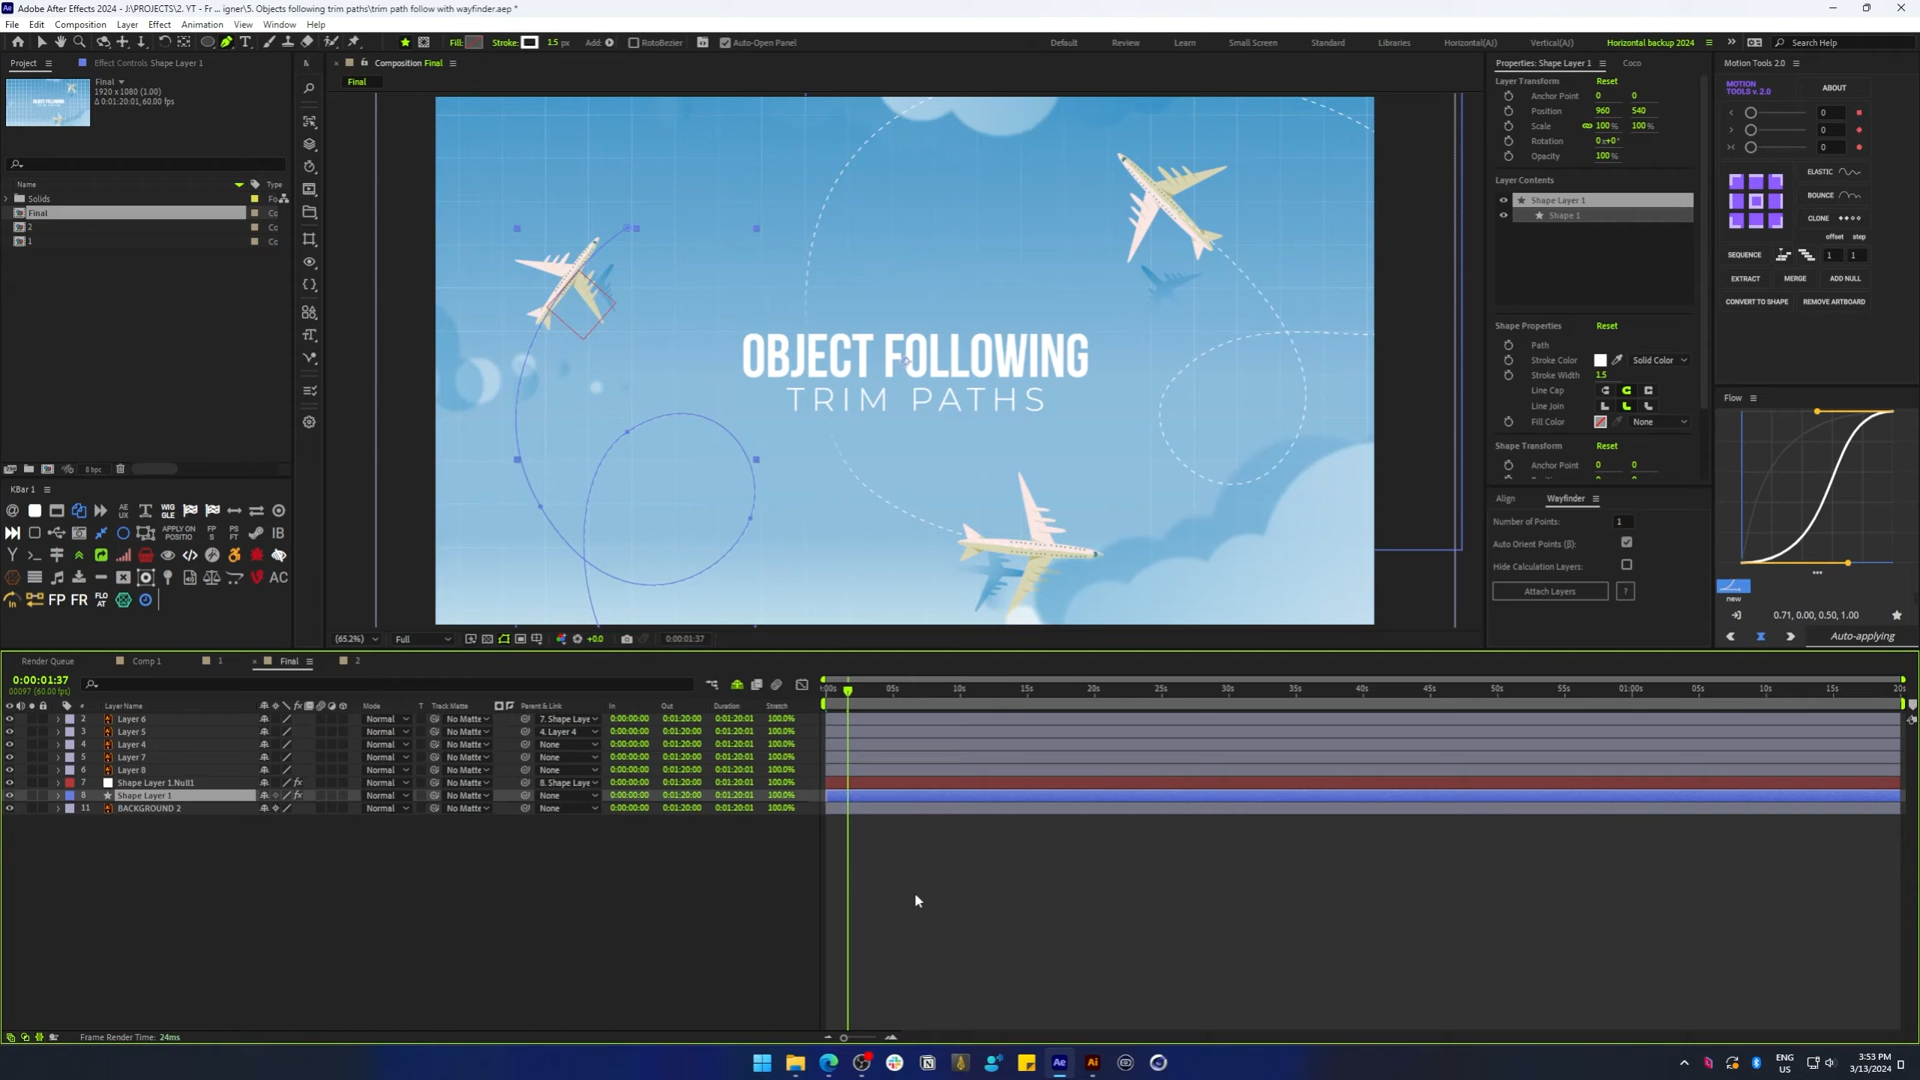 Adobe After Effects 2024 - J:\PROJECTS\2. YT - Fr ... igner\5. Objects following trim paths\trim path follow with wayfinder.aep *
File Edit Composition Layer Effect Animation View Window Help
Fill: Stroke: 1.5 px Add: RotoBezier Auto-Open Panel
Default Review Learn Small Screen Standard Libraries Horizontal(AJ) Vertical(AJ) Horizontal backup 2024 Search Help
Project Effect Controls Shape Layer 1
Final
1920 x 1080 (1.00)
Δ 0:01:20:01, 60.00 fps
Name Type
Solids Fo
Final Co
2 Co
1 Co
8 bpc
KBar 1
AE UX WIG GLE
APPLY ON POSITIO FP S PS FT IB
AC
FP FR FLO AT
Composition Final
Final
OBJECT FOLLOWING
TRIM PATHS
(65.2%) Full +0.0 0:00:01:37
Properties: Shape Layer 1 Coco
Layer Transform Reset
Anchor Point 0 0
Position 960 540
Scale 100 % 100 %
Rotation 0 x+0°
Opacity 100 %
Layer Contents
Shape Layer 1
Shape 1
Shape Properties Reset
Path
Stroke Color Solid Color
Stroke Width 1.5
Line Cap
Line Join
Fill Color None
Shape Transform Reset
Anchor Point 0 0
Align Wayfinder
Number of Points: 1
Auto Orient Points (β):
Hide Calculation Layers:
Attach Layers ?
Motion Tools 2.0
MOTION TOOLS v. 2.0 ABOUT
0
0
0
ELASTIC
BOUNCE
CLONE
offset step
SEQUENCE 1 1
EXTRACT MERGE ADD NULL
CONVERT TO SHAPE REMOVE ARTBOARD
Flow
new
0.71, 0.00, 0.50, 1.00
Auto-applying
Render Queue Comp 1 1 Final 2
0:00:01:37
00097 (60.00 fps)
:00s 05s 10s 15s 20s 25s 30s 35s 40s 45s 50s 55s 01:00s 05s 10s 15s 20s
# Layer Name Mode T Track Matte Parent & Link In Out Duration Stretch
2 Layer 6 Normal No Matte 7. Shape Laye 0:00:00:00 0:01:20:00 0:01:20:01 100.0%
3 Layer 5 Normal No Matte 4. Layer 4 0:00:00:00 0:01:20:00 0:01:20:01 100.0%
4 Layer 4 Normal No Matte None 0:00:00:00 0:01:20:00 0:01:20:01 100.0%
5 Layer 7 Normal No Matte None 0:00:00:00 0:01:20:00 0:01:20:01 100.0%
6 Layer 8 Normal No Matte None 0:00:00:00 0:01:20:00 0:01:20:01 100.0%
7 Shape Layer 1.Null1 Normal No Matte 8. Shape Laye 0:00:00:00 0:01:20:00 0:01:20:01 100.0%
8 Shape Layer 1 Normal No Matte None 0:00:00:00 0:01:20:00 0:01:20:01 100.0%
11 BACKGROUND 2 Normal No Matte None 0:00:00:00 0:01:20:00 0:01:20:01 100.0%
Frame Render Time: 24ms
ENG US 3:53 PM 3/13/2024